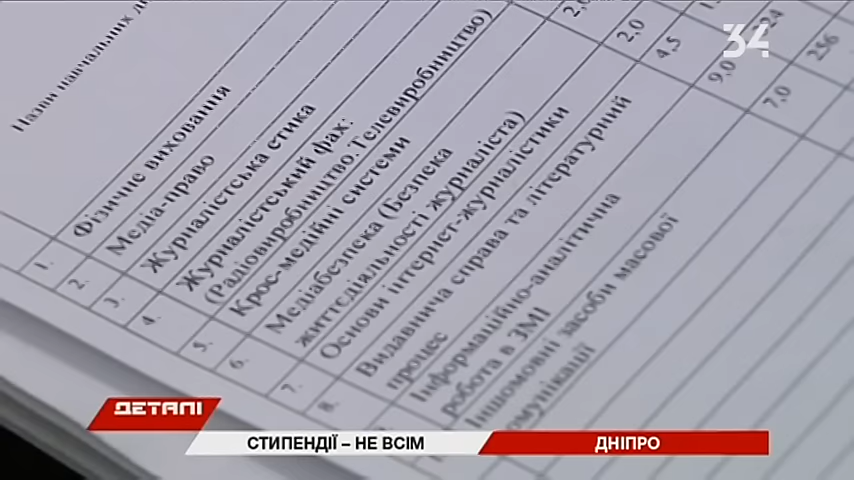 34
Назви навчальних
2,0
2,0
4,5
9,0
7,0
256
1. Фізичне виховання
2. Медіа-право
3. Журналістська етика
4. Журналістський фах:
(Радіовиробництво. Телевиробництво)
5. Крос-медійні системи
6. Медіабезпека (Безпека
життєдіяльності журналіста)
7. Основи інтернет-журналістики
8. Видавнича справа та літературний
процес
Інформаційно-аналітична
робота в ЗМІ
Іншомовні засоби масової
комунікації
ДЕТАЛІ
СТИПЕНДІЇ – НЕ ВСІМ
ДНІПРО